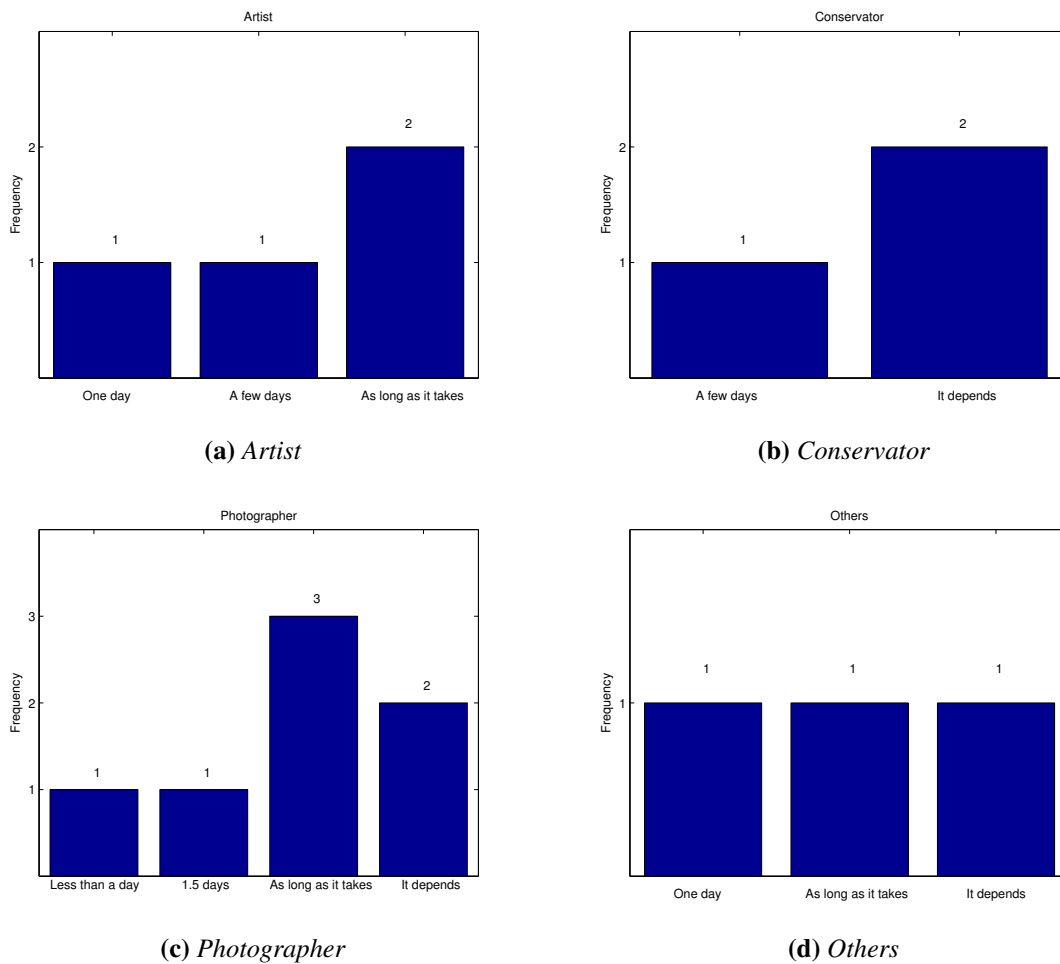 Artist
2
1
1
2
1
Frequency
One day A few days As long as it takes
(a) Artist
Conservator
2
1
2
1
Frequency
A few days It depends
(b) Conservator
Photographer
3
2
1
1
3
2
1
Frequency
Less than a day 1.5 days As long as it takes It depends
(c) Photographer
Others
1 1 1
1
Frequency
One day As long as it takes It depends
(d) Others